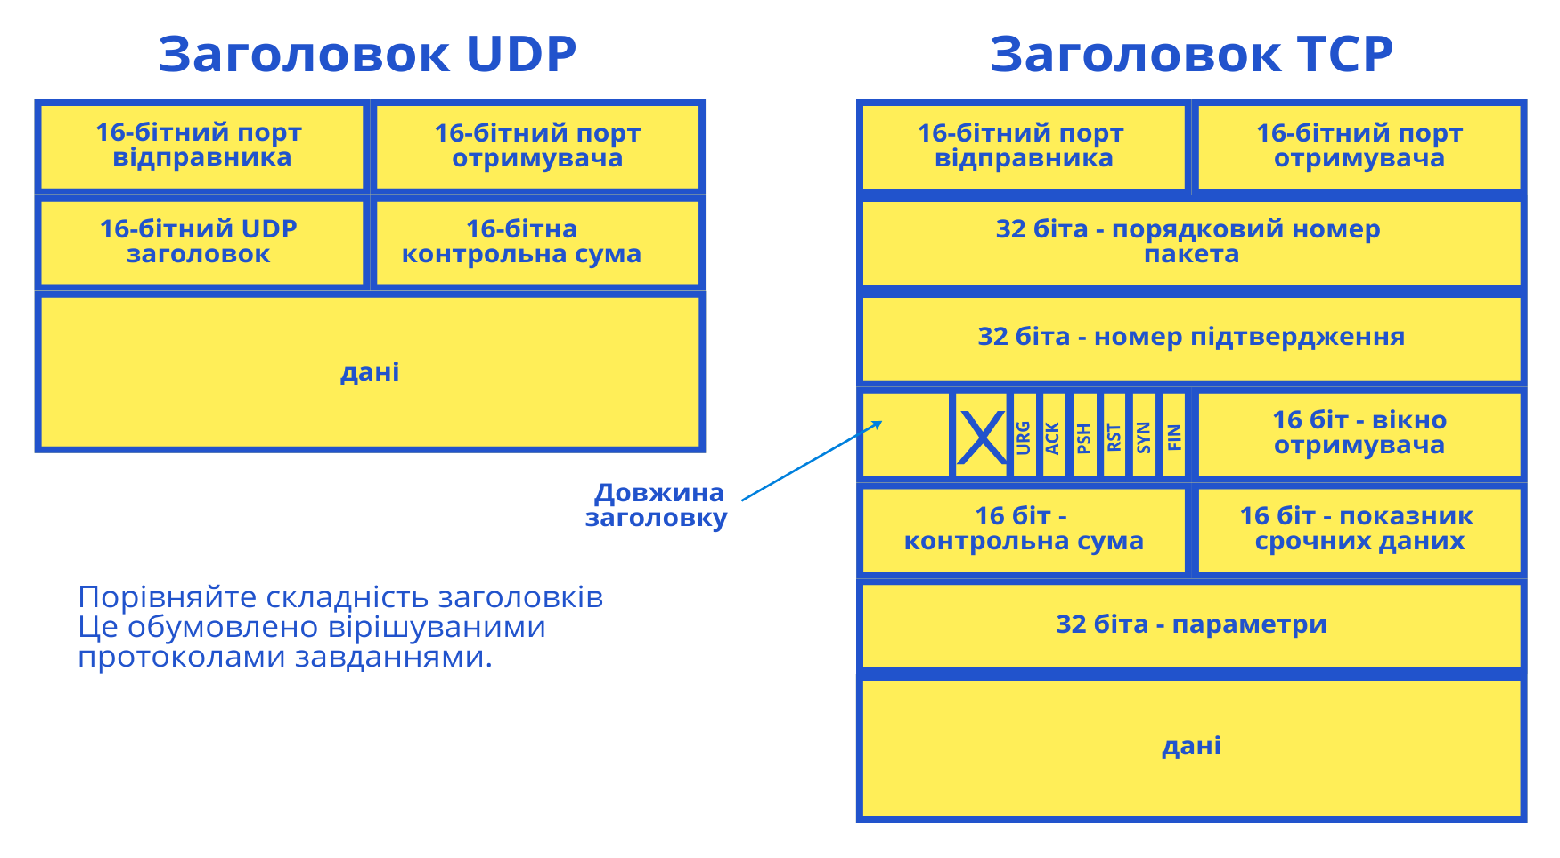 Заголовок UDP
16-бітний порт
відправника
16-бітний порт
отримувача
16-бітний UDP
заголовок
16-бітна
контрольна сума
дані
Порівняйте складність заголовків
Це обумовлено вірішуваними
протоколами завданнями.
Заголовок TCP
16-бітний порт
відправника
16-бітний порт
отримувача
32 біта - порядковий номер
пакета
32 біта - номер підтвердження
Довжина
заголовку
X
URG
ACK
PSH
RST
SYN
FIN
16 біт - вікно
отримувача
16 біт -
контрольна сума
16 біт - показник
срочних даних
32 біта - параметри
дані